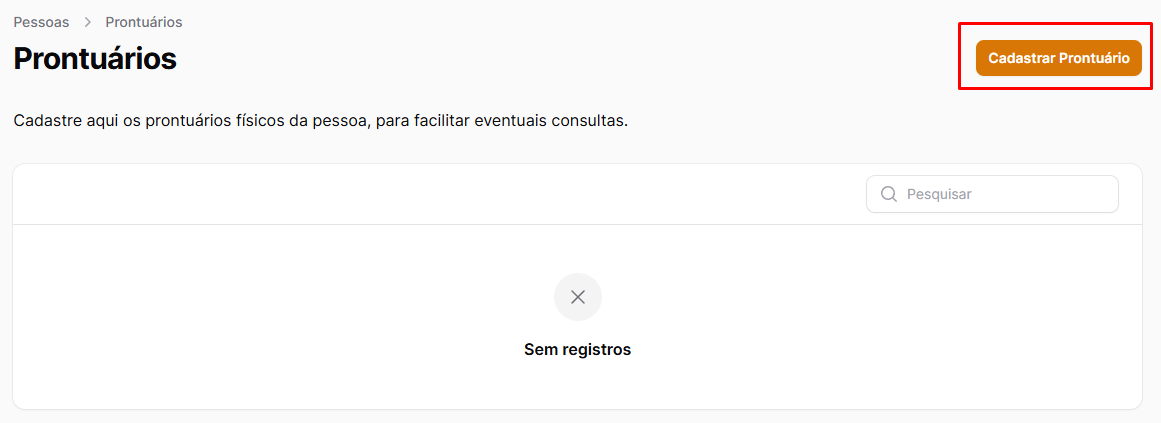 Pessoas > Prontuários
Prontuários
Cadastrar Prontuário
Cadastre aqui os prontuários físicos da pessoa, para facilitar eventuais consultas.
Pesquisar
Sem registros